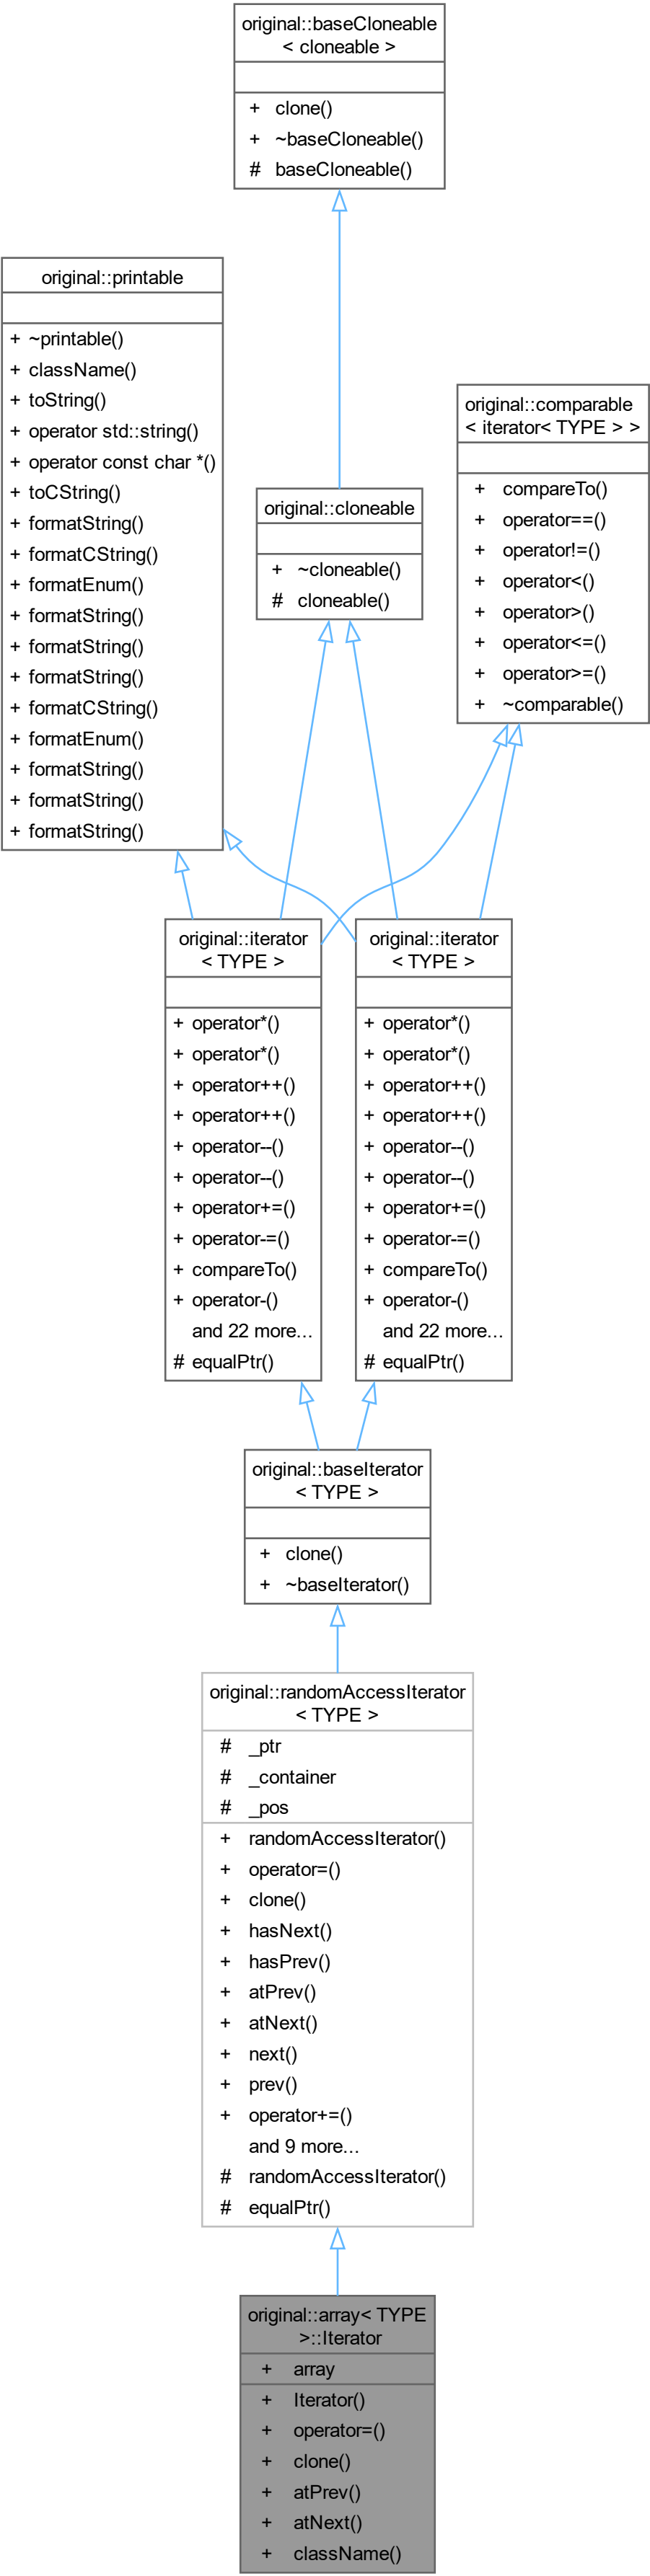 original::baseCloneable
< cloneable >
+ clone()
+ ~baseCloneable()
# baseCloneable()
original::printable
+ ~printable()
+ className()
+ toString()
+ operator std::string()
+ operator const char *()
+ toCString()
+ formatString()
+ formatCString()
+ formatEnum()
+ formatString()
+ formatString()
+ formatString()
+ formatCString()
+ formatEnum()
+ formatString()
+ formatString()
+ formatString()
original::comparable
< iterator< TYPE > >
+ compareTo()
+ operator==()
+ operator!=()
+ operator<()
+ operator>()
+ operator<=()
+ operator>=()
+ ~comparable()
original::cloneable
+ ~cloneable()
# cloneable()
original::iterator
< TYPE >
+ operator*()
+ operator*()
+ operator++()
+ operator++()
+ operator--()
+ operator--()
+ operator+=()
+ operator-=()
+ compareTo()
+ operator-()
and 22 more...
# equalPtr()
original::iterator
< TYPE >
+ operator*()
+ operator*()
+ operator++()
+ operator++()
+ operator--()
+ operator--()
+ operator+=()
+ operator-=()
+ compareTo()
+ operator-()
and 22 more...
# equalPtr()
original::baseIterator
< TYPE >
+ clone()
+ ~baseIterator()
original::randomAccessIterator
< TYPE >
# _ptr
# _container
# _pos
+ randomAccessIterator()
+ operator=()
+ clone()
+ hasNext()
+ hasPrev()
+ atPrev()
+ atNext()
+ next()
+ prev()
+ operator+=()
and 9 more...
# randomAccessIterator()
# equalPtr()
original::array< TYPE
>::Iterator
+ array
+ Iterator()
+ operator=()
+ clone()
+ atPrev()
+ atNext()
+ className()